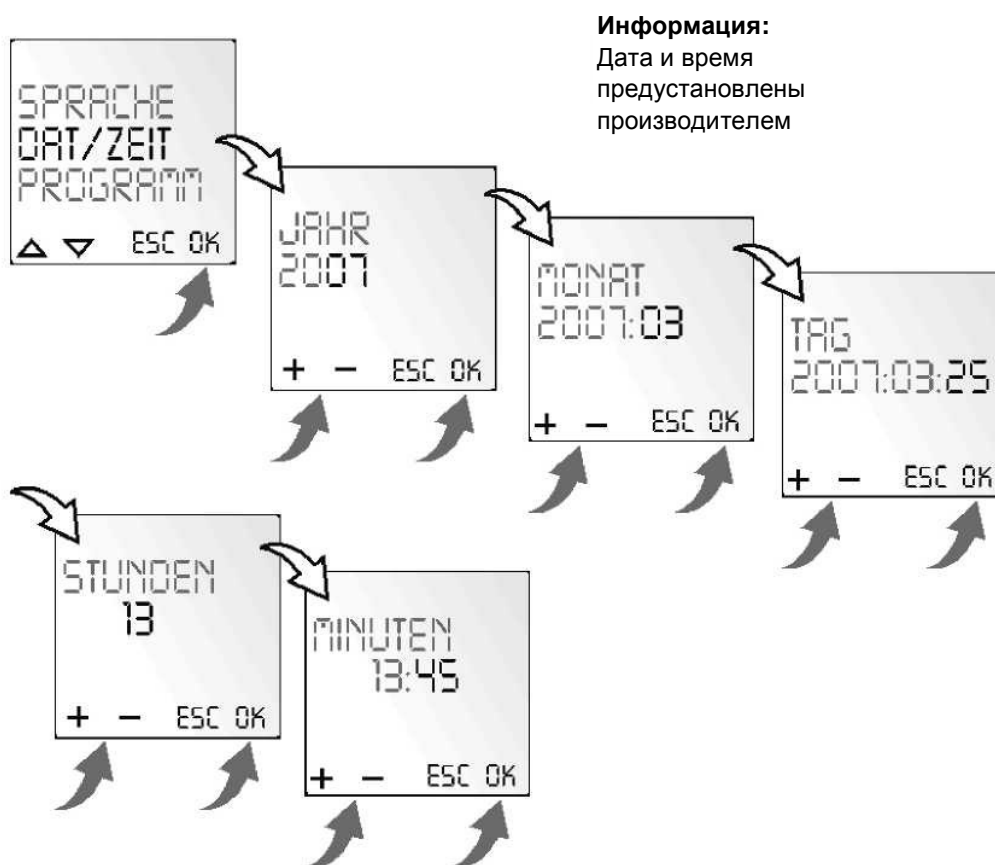 Информация:
Дата и время
предустановлены
производителем
SPRACHE
DAT/ZEIT
PROGRAMM
△ ▽ ESC OK
JAHR
2007
+ − ESC OK
MONAT
2007:03
+ − ESC OK
TAG
2007:03:25
+ − ESC OK
STUNDEN
13
+ − ESC OK
MINUTEN
13:45
+ − ESC OK